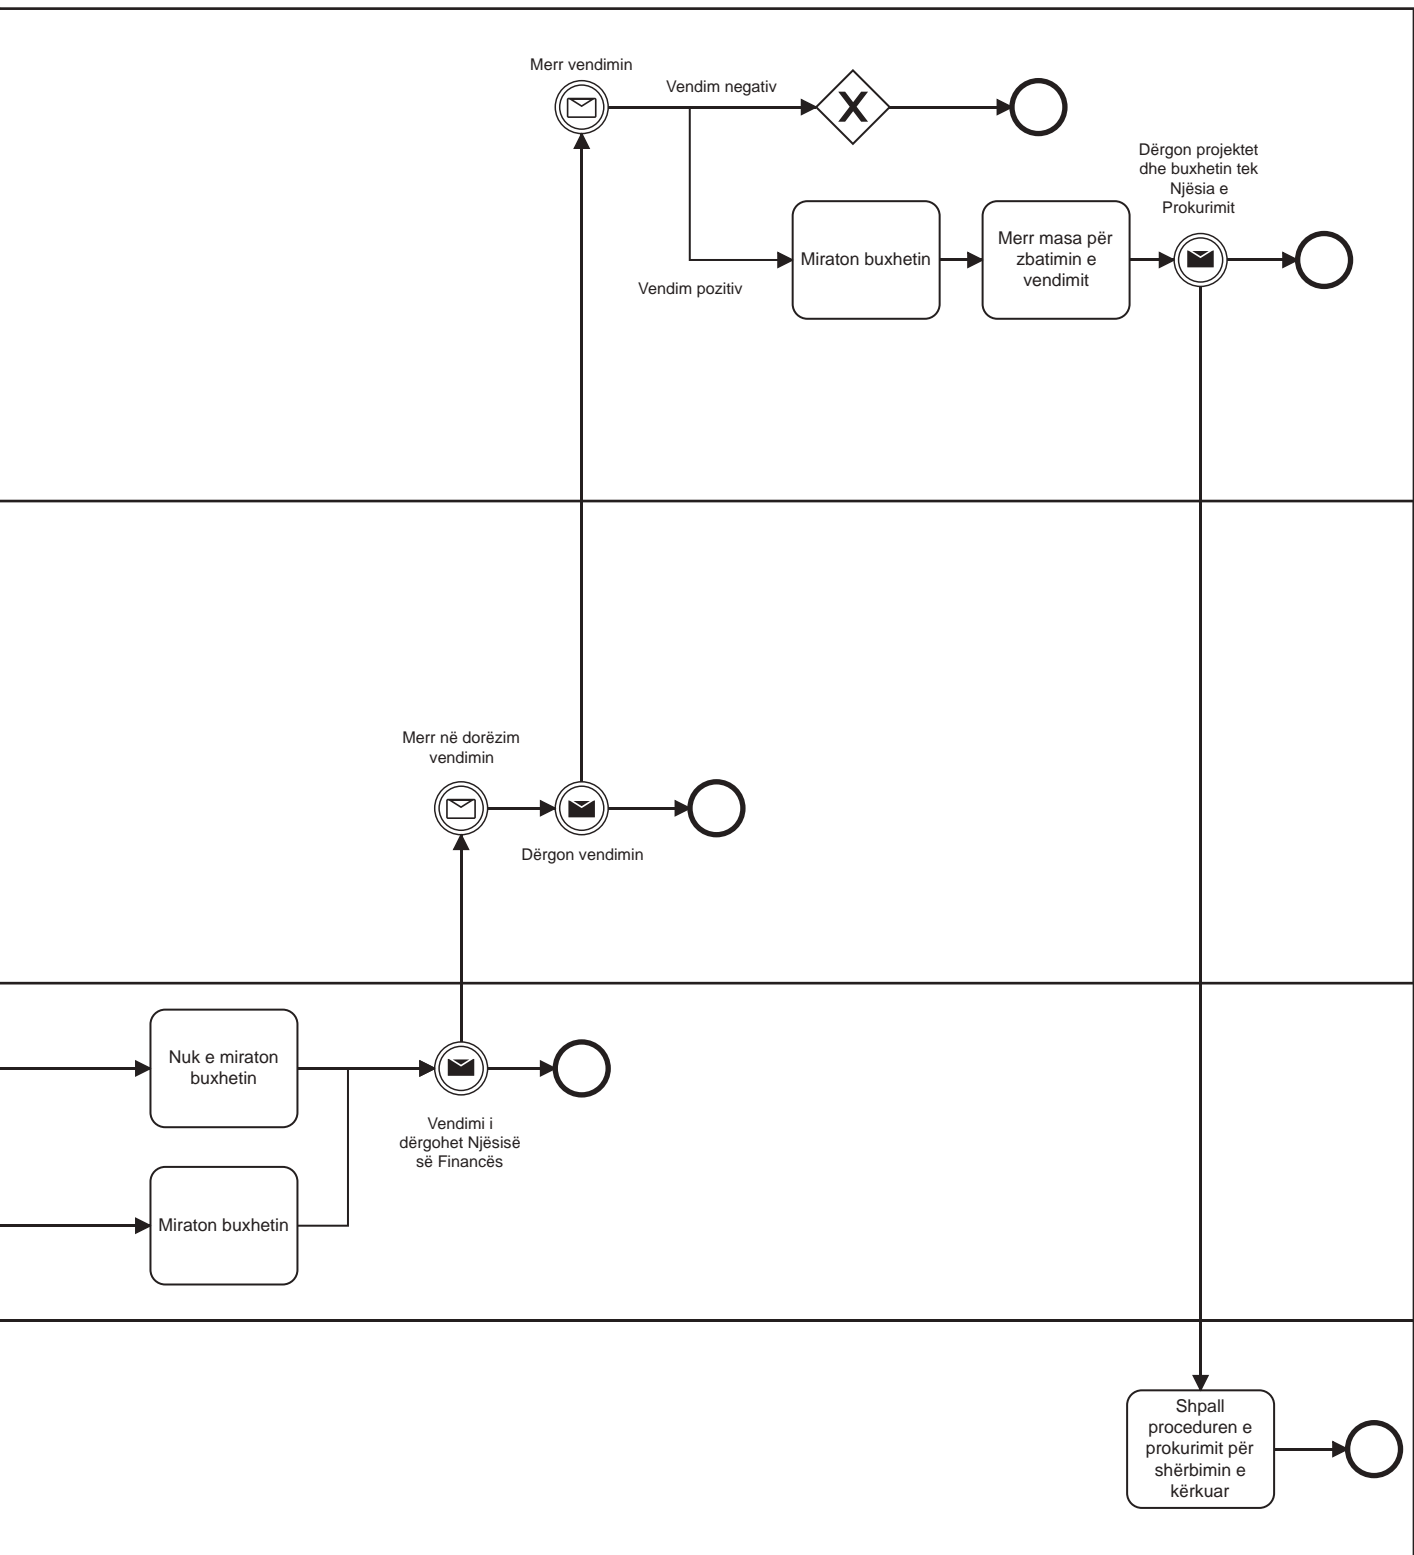 Merr vendimin
Vendim negativ
Dërgon projektet
dhe buxhetin tek
Njësia e
Prokurimit
Miraton buxhetin
Merr masa për
zbatimin e
vendimit
Vendim pozitiv
Merr në dorëzim
vendimin
Dërgon vendimin
Nuk e miraton
buxhetin
Vendimi i
dërgohet Njësisë
së Financës
Miraton buxhetin
Shpall
proceduren e
prokurimit për
shërbimin e
kërkuar